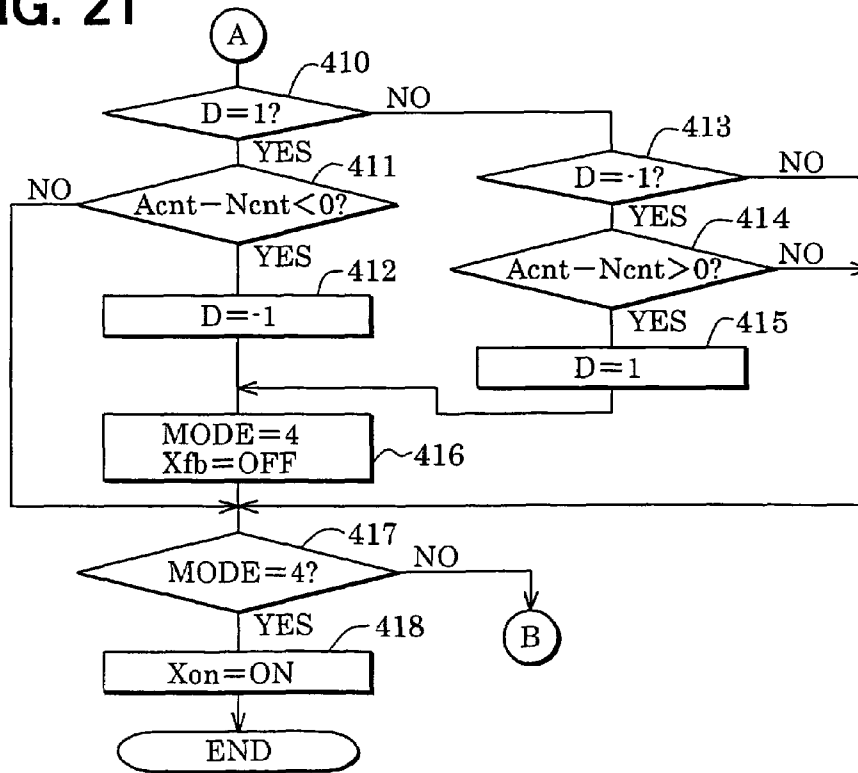 IG. 21
A
410
D=1?
NO
YES
411
413
NO
Acnt−Ncnt<0?
D=-1?
NO
YES
YES
414
412
Acnt−Ncnt>0?
NO
D=-1
YES
415
D=1
MODE=4
Xfb=OFF
416
417
MODE=4?
NO
YES
418
B
Xon=ON
END